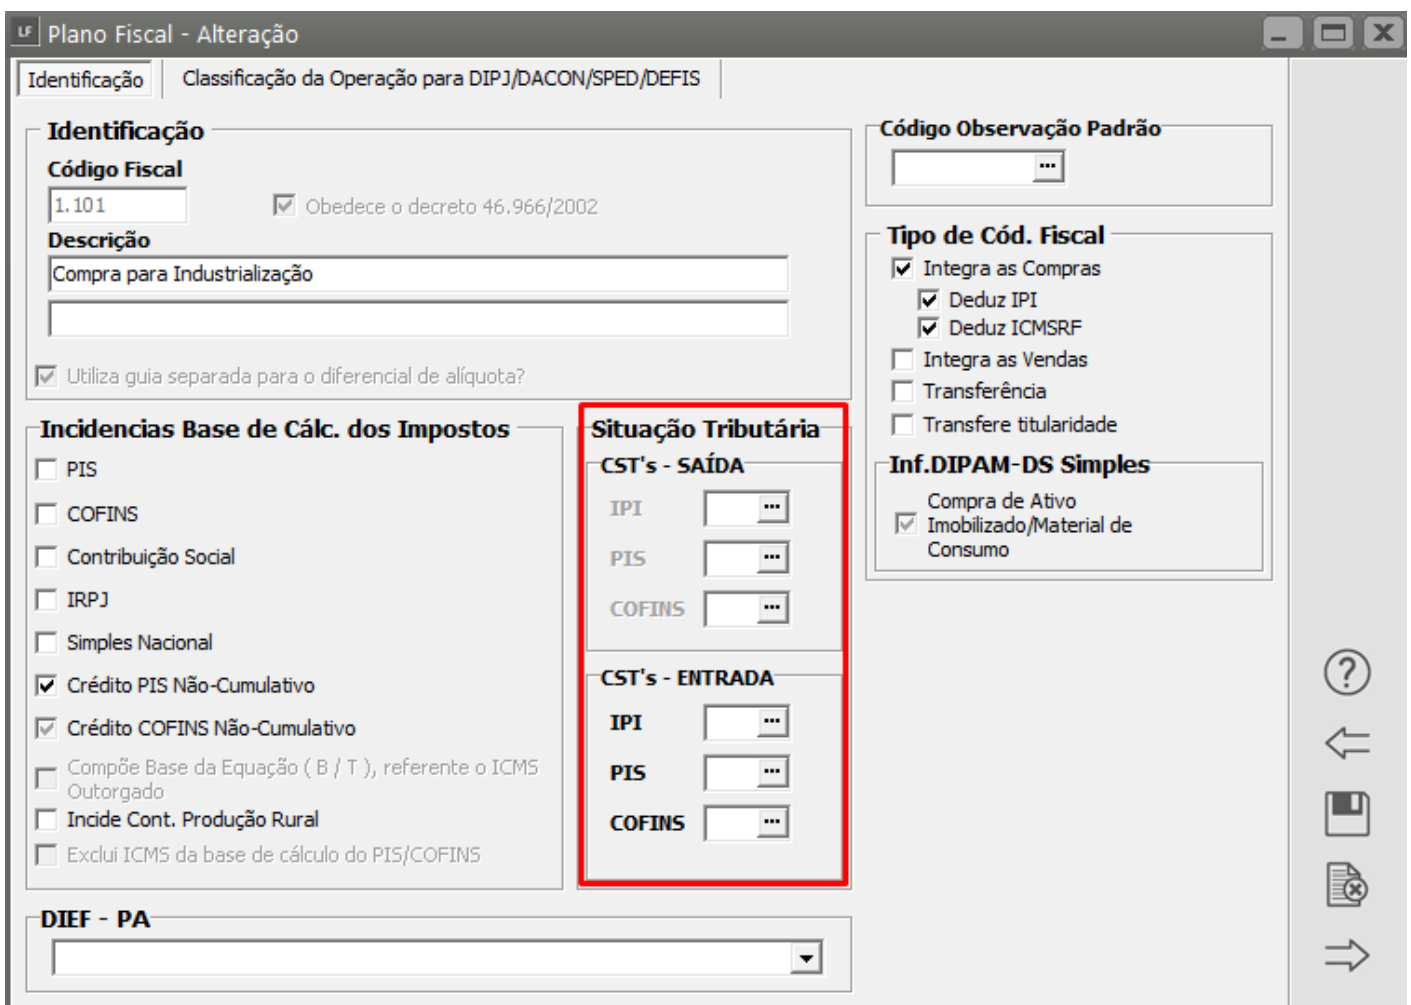 LF Plano Fiscal - Alteração
Identificação
Classificação da Operação para DIPJ/DACON/SPED/DEFIS
Identificação
Código Fiscal
1.101
Obedece o decreto 46.966/2002
Descrição
Compra para Industrialização
Utiliza guia separada para o diferencial de alíquota?
Código Observação Padrão
...
Tipo de Cód. Fiscal
Integra as Compras
Deduz IPI
Deduz ICMSRF
Integra as Vendas
Transferência
Transfere titularidade
Inf.DIPAM-DS Simples
Compra de Ativo
Imobilizado/Material de
Consumo
Incidencias Base de Cálc. dos Impostos
PIS
COFINS
Contribuição Social
IRPJ
Simples Nacional
Crédito PIS Não-Cumulativo
Crédito COFINS Não-Cumulativo
Compõe Base da Equação ( B / T ), referente o ICMS
Outorgado
Incide Cont. Produção Rural
Exclui ICMS da base de cálculo do PIS/COFINS
Situação Tributária
CST's - SAÍDA
IPI ...
PIS ...
COFINS ...
CST's - ENTRADA
IPI ...
PIS ...
COFINS ...
DIEF - PA